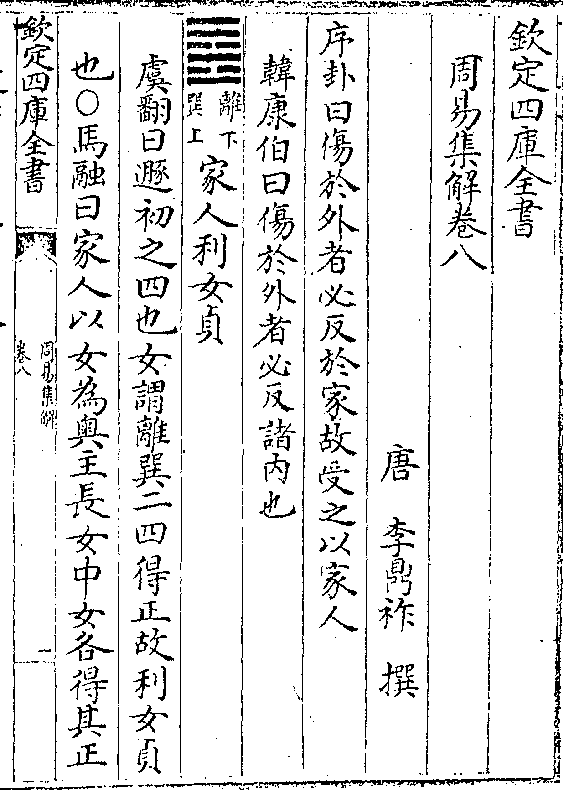 欽定四庫全書
周易集解卷八
唐 李鼎祚 撰
序卦曰傷於外者必反於家故受之以家人
韓康伯曰傷於外者必反諸内也
離下
巽上
家人利女貞
虞翻曰遯初之四也女謂離巽二四得正故利女貞
也〇馬融曰家人以女為奥主長女中女各得其正
欽定四庫全書
周易集解
卷八
一